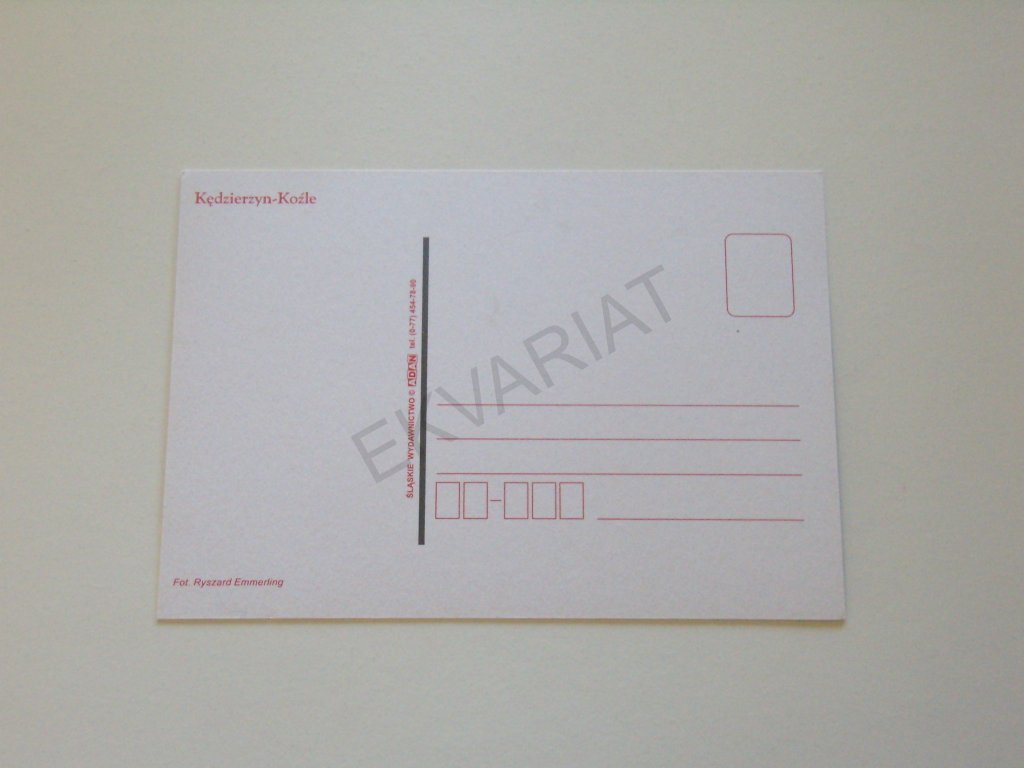 Kędzierzyn-Koźle
ŚLĄSKIE WYDAWNICTWO © ADAN tel. (0-77) 454-78-80
EKVARIAT
Fot. Ryszard Emmerling